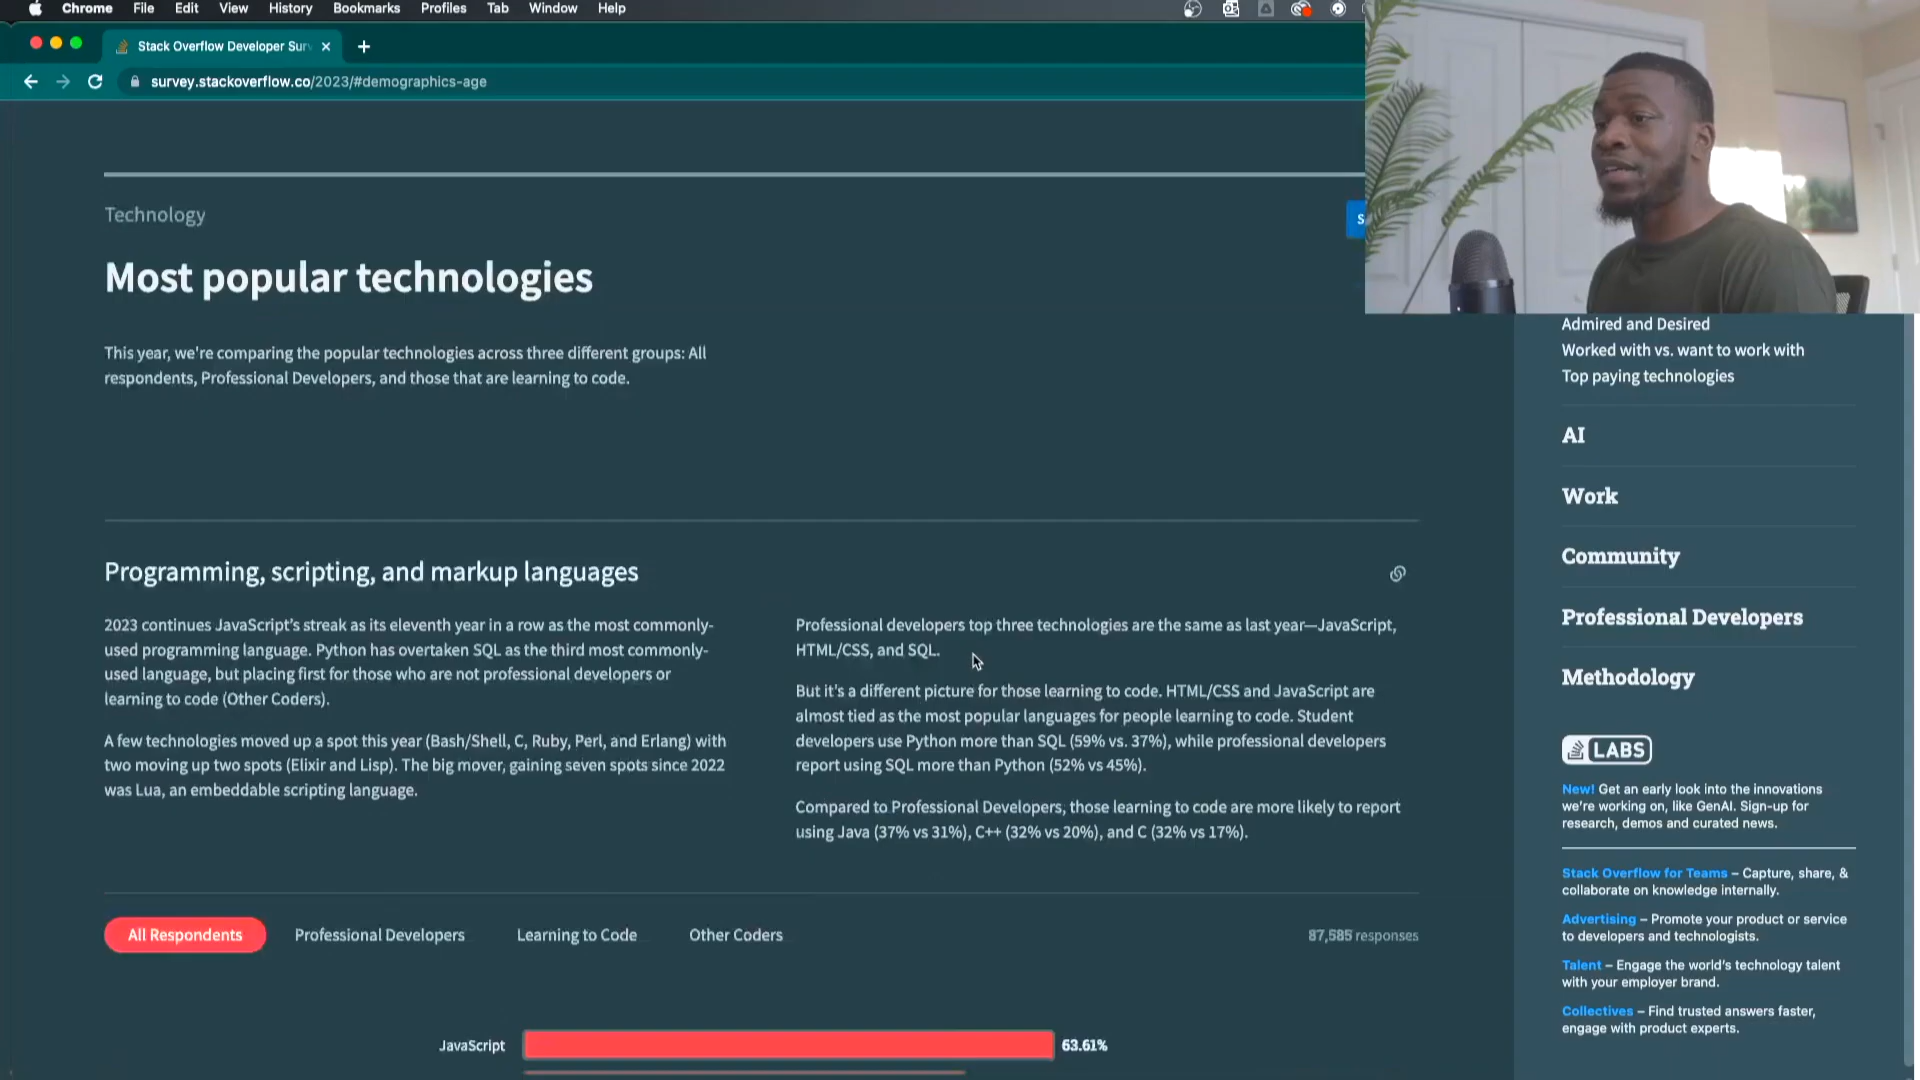 Chrome File Edit View History Bookmarks Profiles Tab Window Help
Stack Overflow Developer Sur
survey.stackoverflow.co/2023/#demographics-age
Technology
S
Most popular technologies
This year, we're comparing the popular technologies across three different groups: All
respondents, Professional Developers, and those that are learning to code.
Programming, scripting, and markup languages
2023 continues JavaScript's streak as its eleventh year in a row as the most commonly-
used programming language. Python has overtaken SQL as the third most commonly-
used language, but placing first for those who are not professional developers or
learning to code (Other Coders).
A few technologies moved up a spot this year (Bash/Shell, C, Ruby, Perl, and Erlang) with
two moving up two spots (Elixir and Lisp). The big mover, gaining seven spots since 2022
was Lua, an embeddable scripting language.
Professional developers top three technologies are the same as last year—JavaScript,
HTML/CSS, and SQL.
But it's a different picture for those learning to code. HTML/CSS and JavaScript are
almost tied as the most popular languages for people learning to code. Student
developers use Python more than SQL (59% vs. 37%), while professional developers
report using SQL more than Python (52% vs 45%).
Compared to Professional Developers, those learning to code are more likely to report
using Java (37% vs 31%), C++ (32% vs 20%), and C (32% vs 17%).
All Respondents Professional Developers Learning to Code Other Coders 87,585 responses
JavaScript 63.61%
Admired and Desired
Worked with vs. want to work with
Top paying technologies
AI
Work
Community
Professional Developers
Methodology
LABS
New! Get an early look into the innovations
we're working on, like GenAI. Sign-up for
research, demos and curated news.
Stack Overflow for Teams – Capture, share, &
collaborate on knowledge internally.
Advertising – Promote your product or service
to developers and technologists.
Talent – Engage the world's technology talent
with your employer brand.
Collectives – Find trusted answers faster,
engage with product experts.